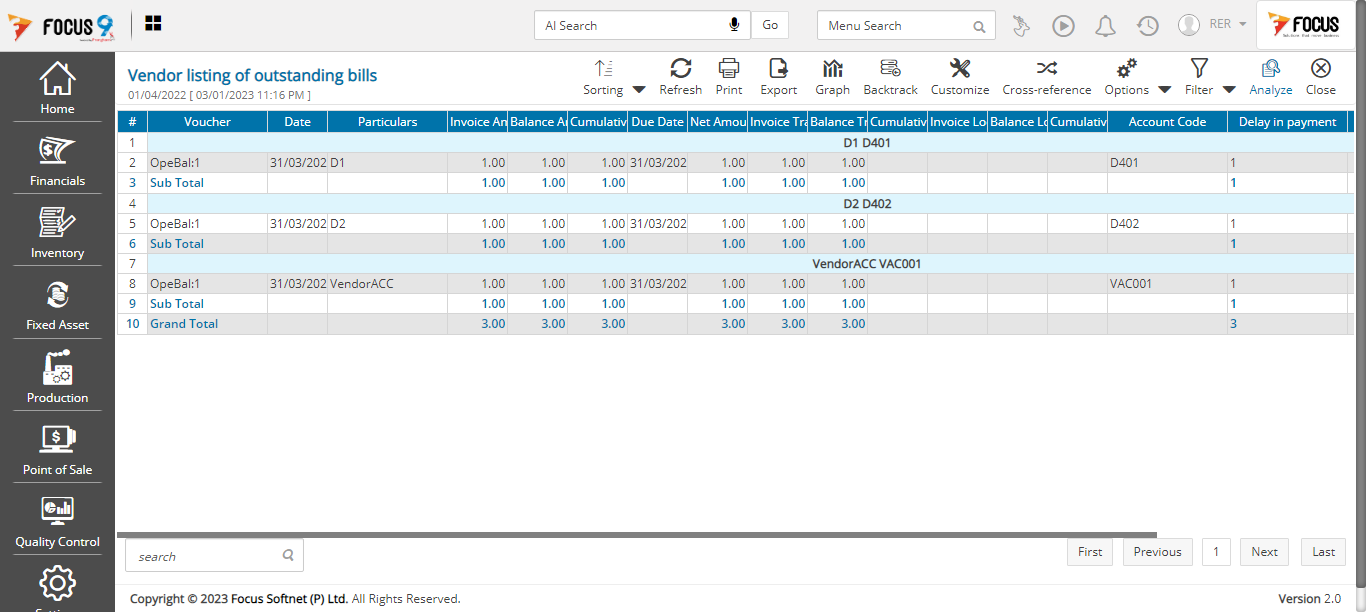 FOCUS 9
AI Search Go Menu Search RER FOCUS
Home
Financials
Inventory
Fixed Asset
Production
Point of Sale
Quality Control
Vendor listing of outstanding bills
01/04/2022 [ 03/01/2023 11:16 PM ]
Sorting Refresh Print Export Graph Backtrack Customize Cross-reference Options Filter Analyze Close
# Voucher Date Particulars Invoice An Balance A Cumulativ Due Date Net Amou Invoice Tra Balance Tr Cumulativ Invoice Lo Balance Lo Cumulativ Account Code Delay in payment
1 D1 D401
2 OpeBal:1 31/03/202 D1 1.00 1.00 1.00 31/03/202 1.00 1.00 1.00 D401 1
3 Sub Total 1.00 1.00 1.00 1.00 1.00 1.00 1
4 D2 D402
5 OpeBal:1 31/03/202 D2 1.00 1.00 1.00 31/03/202 1.00 1.00 1.00 D402 1
6 Sub Total 1.00 1.00 1.00 1.00 1.00 1.00 1
7 VendorACC VAC001
8 OpeBal:1 31/03/202 VendorACC 1.00 1.00 1.00 31/03/202 1.00 1.00 1.00 VAC001 1
9 Sub Total 1.00 1.00 1.00 1.00 1.00 1.00 1
10 Grand Total 3.00 3.00 3.00 3.00 3.00 3.00 3
search First Previous 1 Next Last
Copyright © 2023 Focus Softnet (P) Ltd. All Rights Reserved. Version 2.0